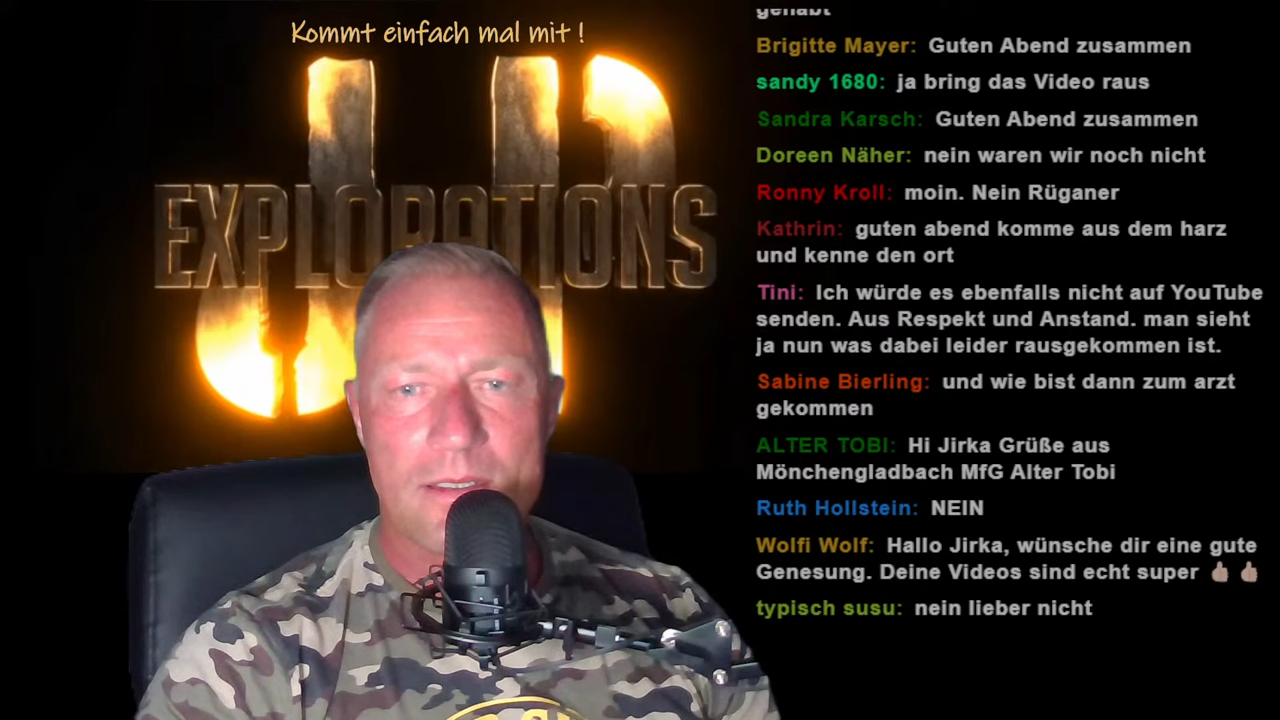 Kommt einfach mal mit !
EXPLORATIONS
gehabt
Brigitte Mayer: Guten Abend zusammen
sandy 1680: ja bring das Video raus
Sandra Karsch: Guten Abend zusammen
Doreen Näher: nein waren wir noch nicht
Ronny Kroll: moin. Nein Rüganer
Kathrin: guten abend komme aus dem harz
und kenne den ort
Tini: Ich würde es ebenfalls nicht auf YouTube
senden. Aus Respekt und Anstand. man sieht
ja nun was dabei leider rausgekommen ist.
Sabine Bierling: und wie bist dann zum arzt
gekommen
ALTER TOBI: Hi Jirka Grüße aus
Mönchengladbach MfG Alter Tobi
Ruth Hollstein: NEIN
Wolfi Wolf: Hallo Jirka, wünsche dir eine gute
Genesung. Deine Videos sind echt super 👍🏼 👍🏼
typisch susu: nein lieber nicht